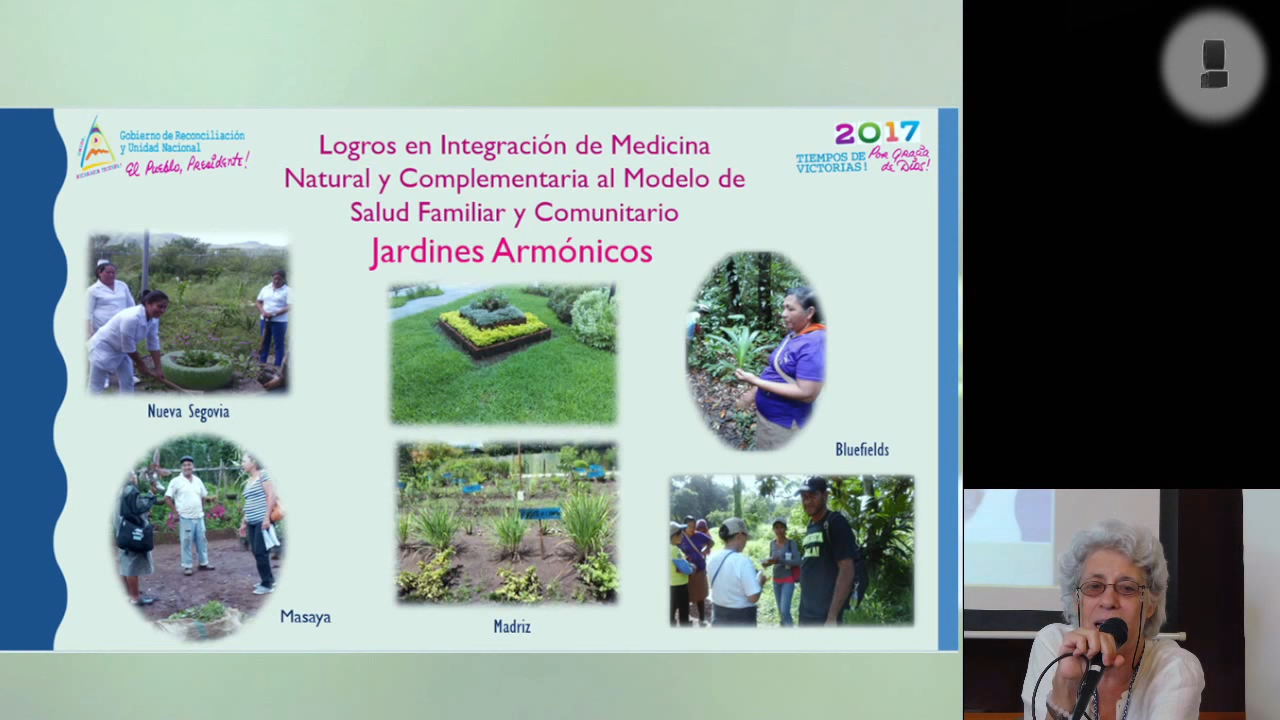 Gobierno de Reconciliación
y Unidad Nacional
El Pueblo, Presidente!
2017
TIEMPOS DE
VICTORIAS!
Por Gracia
de Dios!
Logros en Integración de Medicina
Natural y Complementaria al Modelo de
Salud Familiar y Comunitario
Jardines Armónicos
Nueva Segovia
Bluefields
Masaya
Madriz